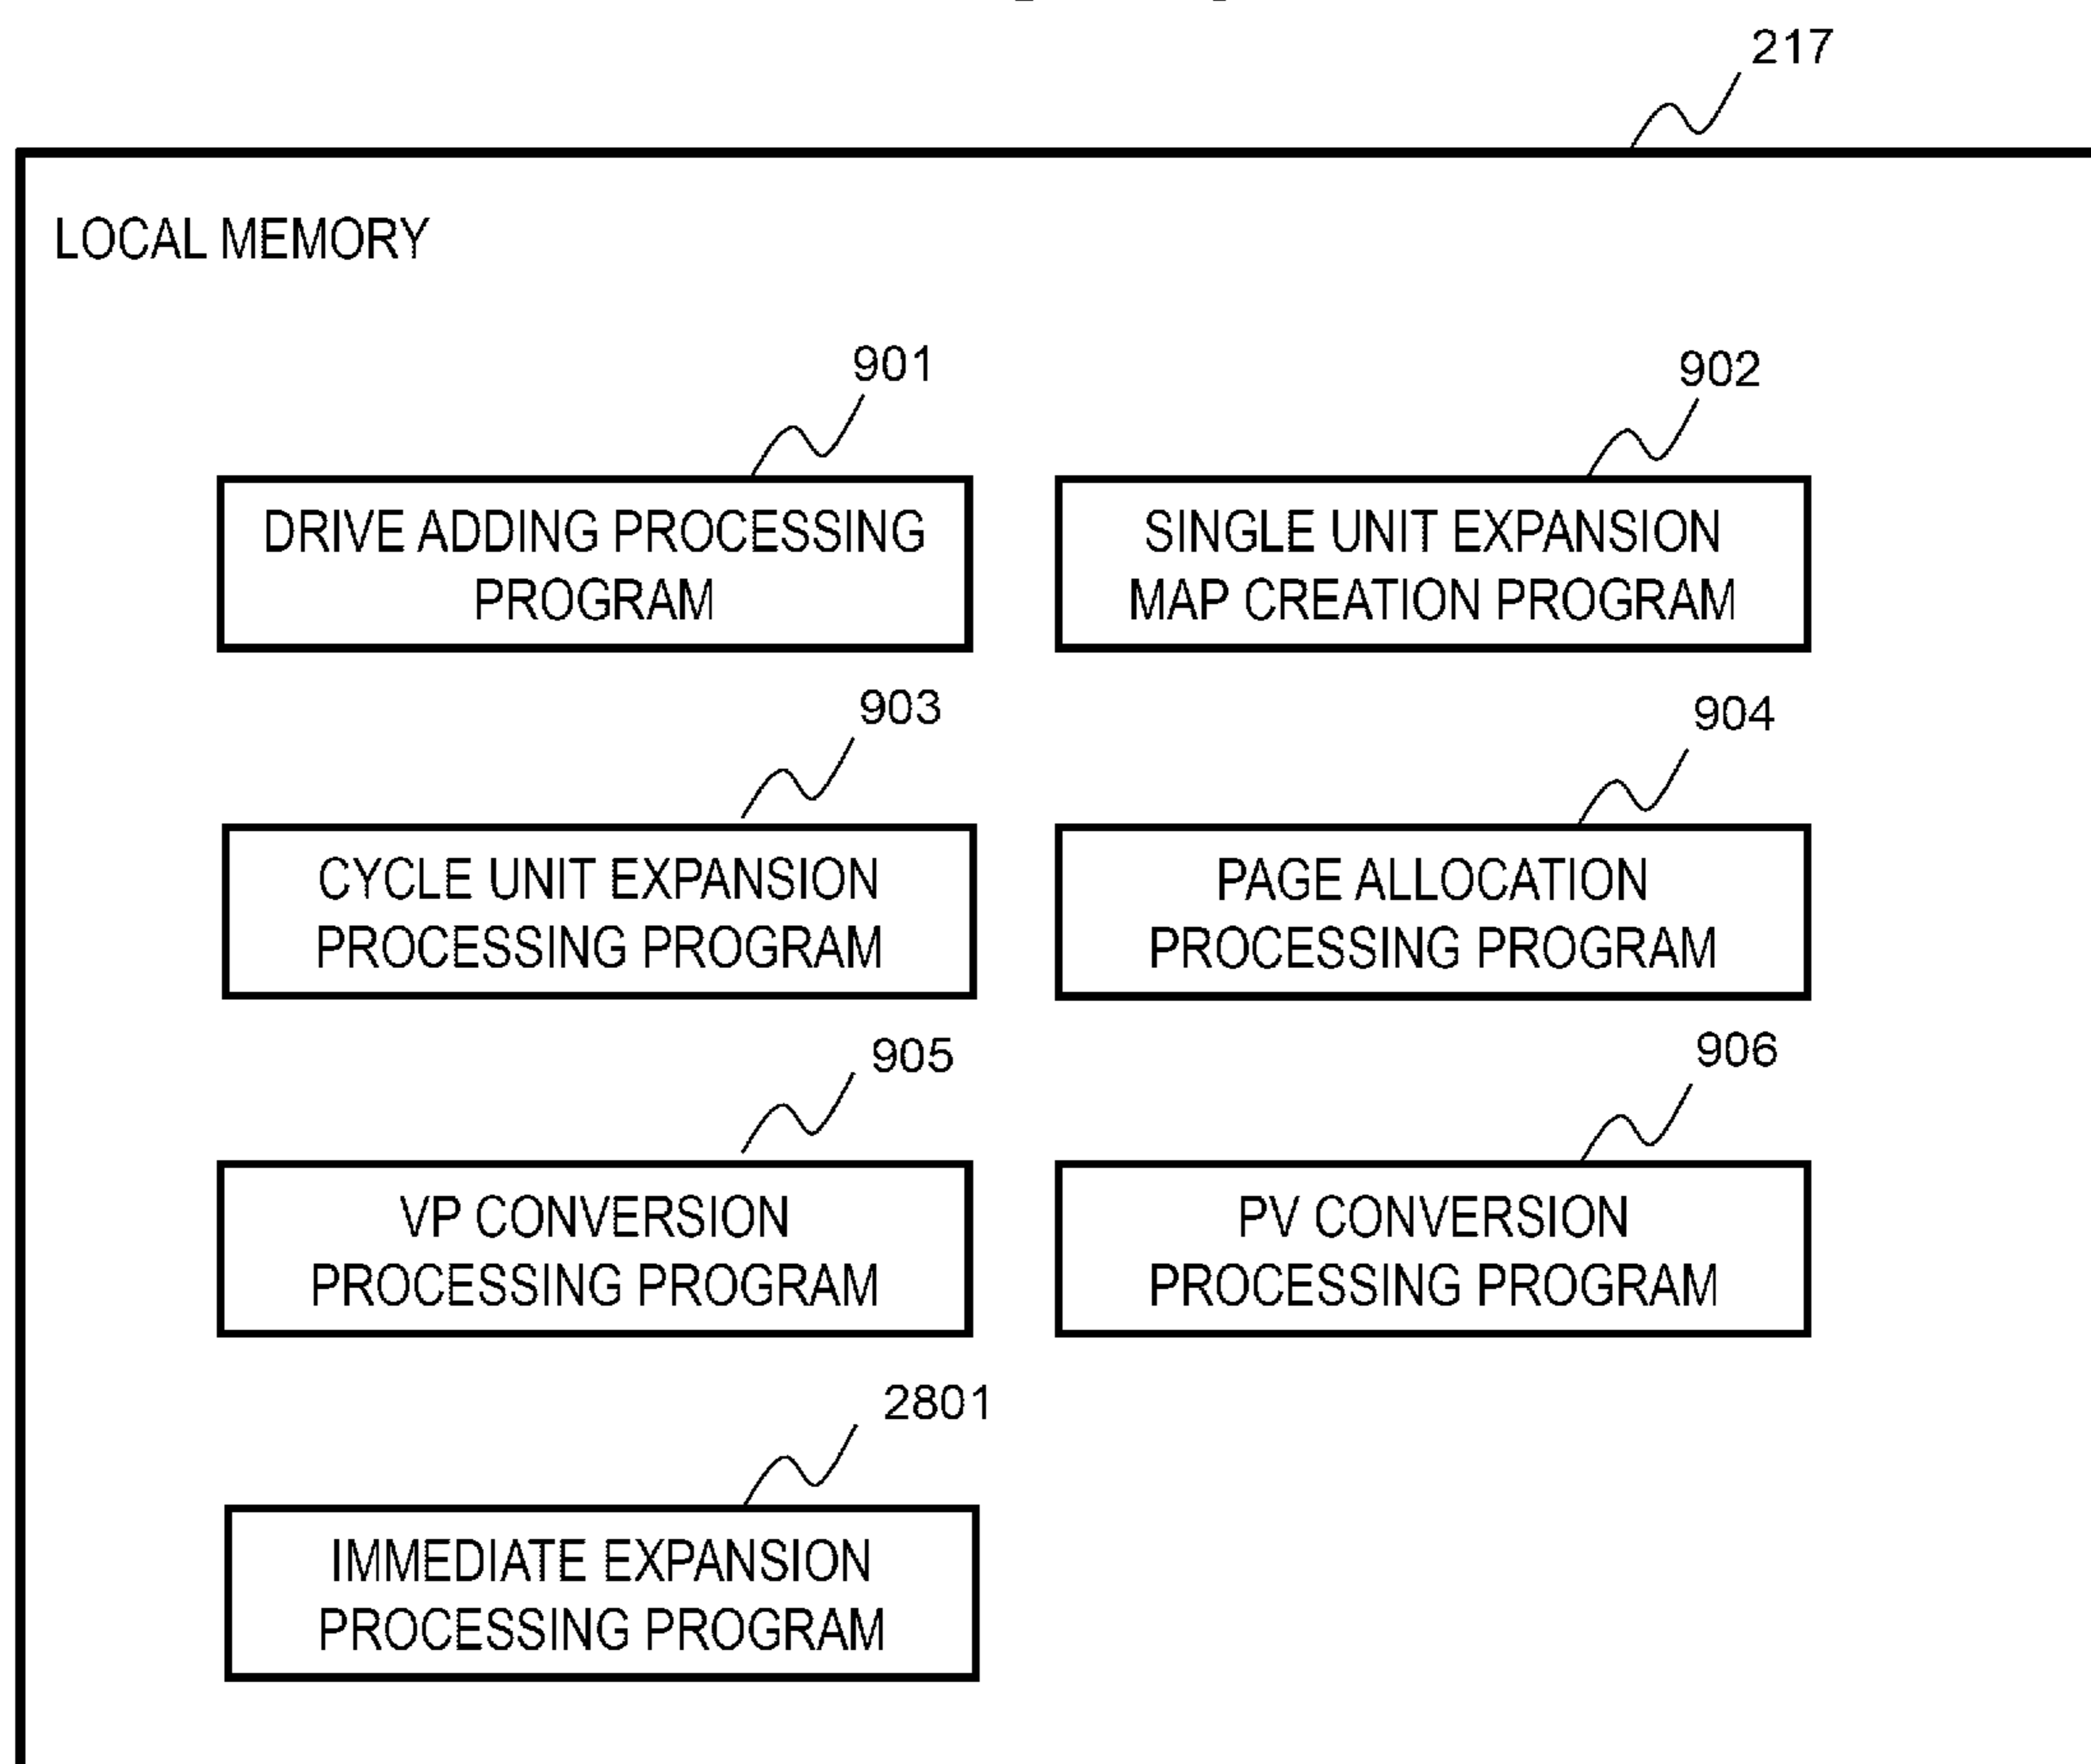 217
LOCAL MEMORY
901
902
DRIVE ADDING PROCESSING
PROGRAM
SINGLE UNIT EXPANSION
MAP CREATION PROGRAM
903
904
CYCLE UNIT EXPANSION
PROCESSING PROGRAM
PAGE ALLOCATION
PROCESSING PROGRAM
905
906
VP CONVERSION
PROCESSING PROGRAM
PV CONVERSION
PROCESSING PROGRAM
2801
IMMEDIATE EXPANSION
PROCESSING PROGRAM